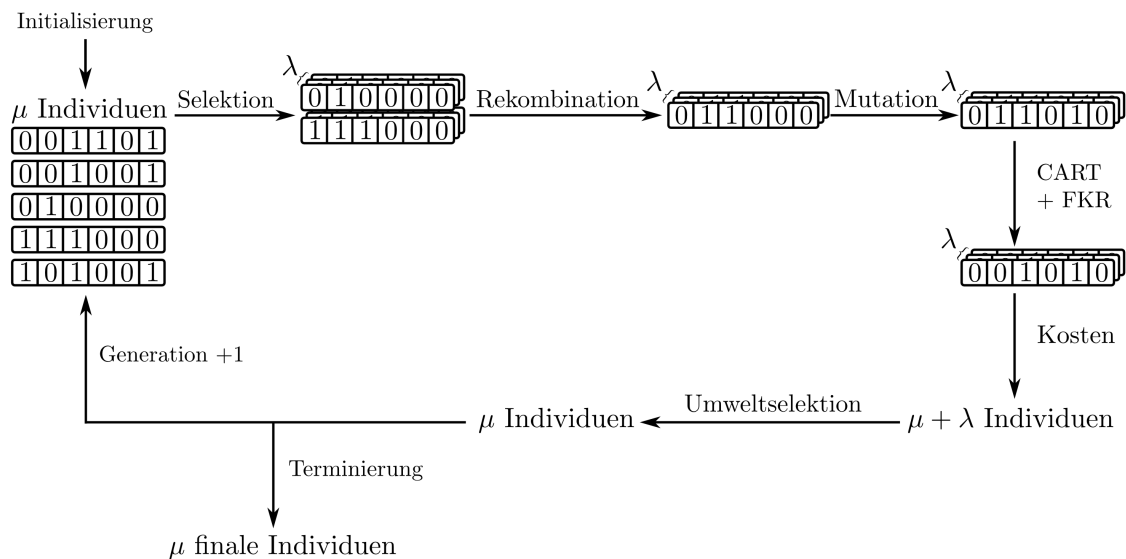 Initialisierung
μ Individuen
0 0 1 1 0 1
0 0 1 0 0 1
0 1 0 0 0 0
1 1 1 0 0 0
1 0 1 0 0 1
Selektion
λ
0 1 0 0 0 0
1 1 1 0 0 0
Rekombination
λ
0 1 1 0 0 0
Mutation
λ
0 1 1 0 1 0
CART
+ FKR
λ
0 0 1 0 1 0
Kosten
μ + λ Individuen
Umweltselektion
μ Individuen
Generation +1
Terminierung
μ finale Individuen